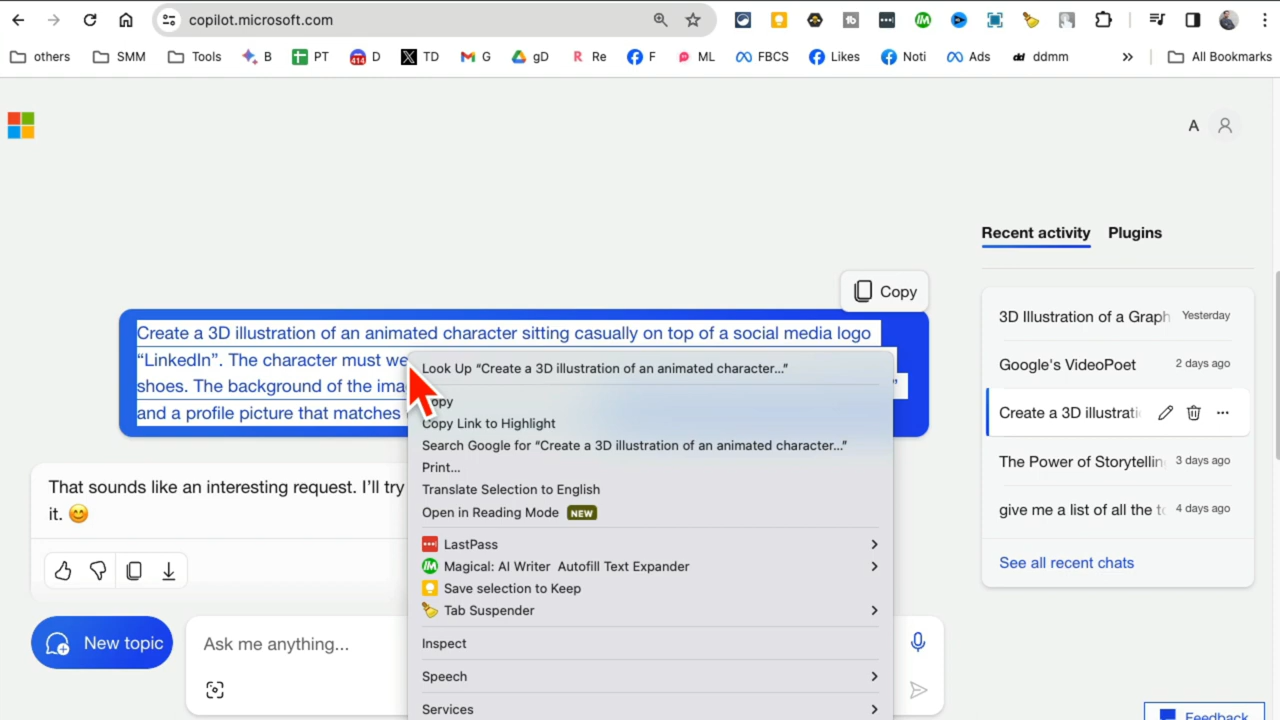 copilot.microsoft.com
others SMM Tools B PT D TD G gD Re F ML FBCS Likes Noti Ads ddmm » All Bookmarks
A
Recent activity Plugins
Copy
Create a 3D illustration of an animated character sitting casually on top of a social media logo
“LinkedIn”. The character must we
shoes. The background of the ima ”
and a profile picture that matches
Look Up “Create a 3D illustration of an animated character...”
opy
Copy Link to Highlight
Search Google for “Create a 3D illustration of an animated character...”
Print...
Translate Selection to English
Open in Reading Mode NEW
LastPass
Magical: AI Writer Autofill Text Expander
Save selection to Keep
Tab Suspender
Inspect
Speech
Services
That sounds like an interesting request. I’ll try
it. 😊
New topic
Ask me anything...
3D Illustration of a Graph Yesterday
Google's VideoPoet 2 days ago
Create a 3D illustrati
The Power of Storytellin 3 days ago
give me a list of all the to 4 days ago
See all recent chats
Feedback